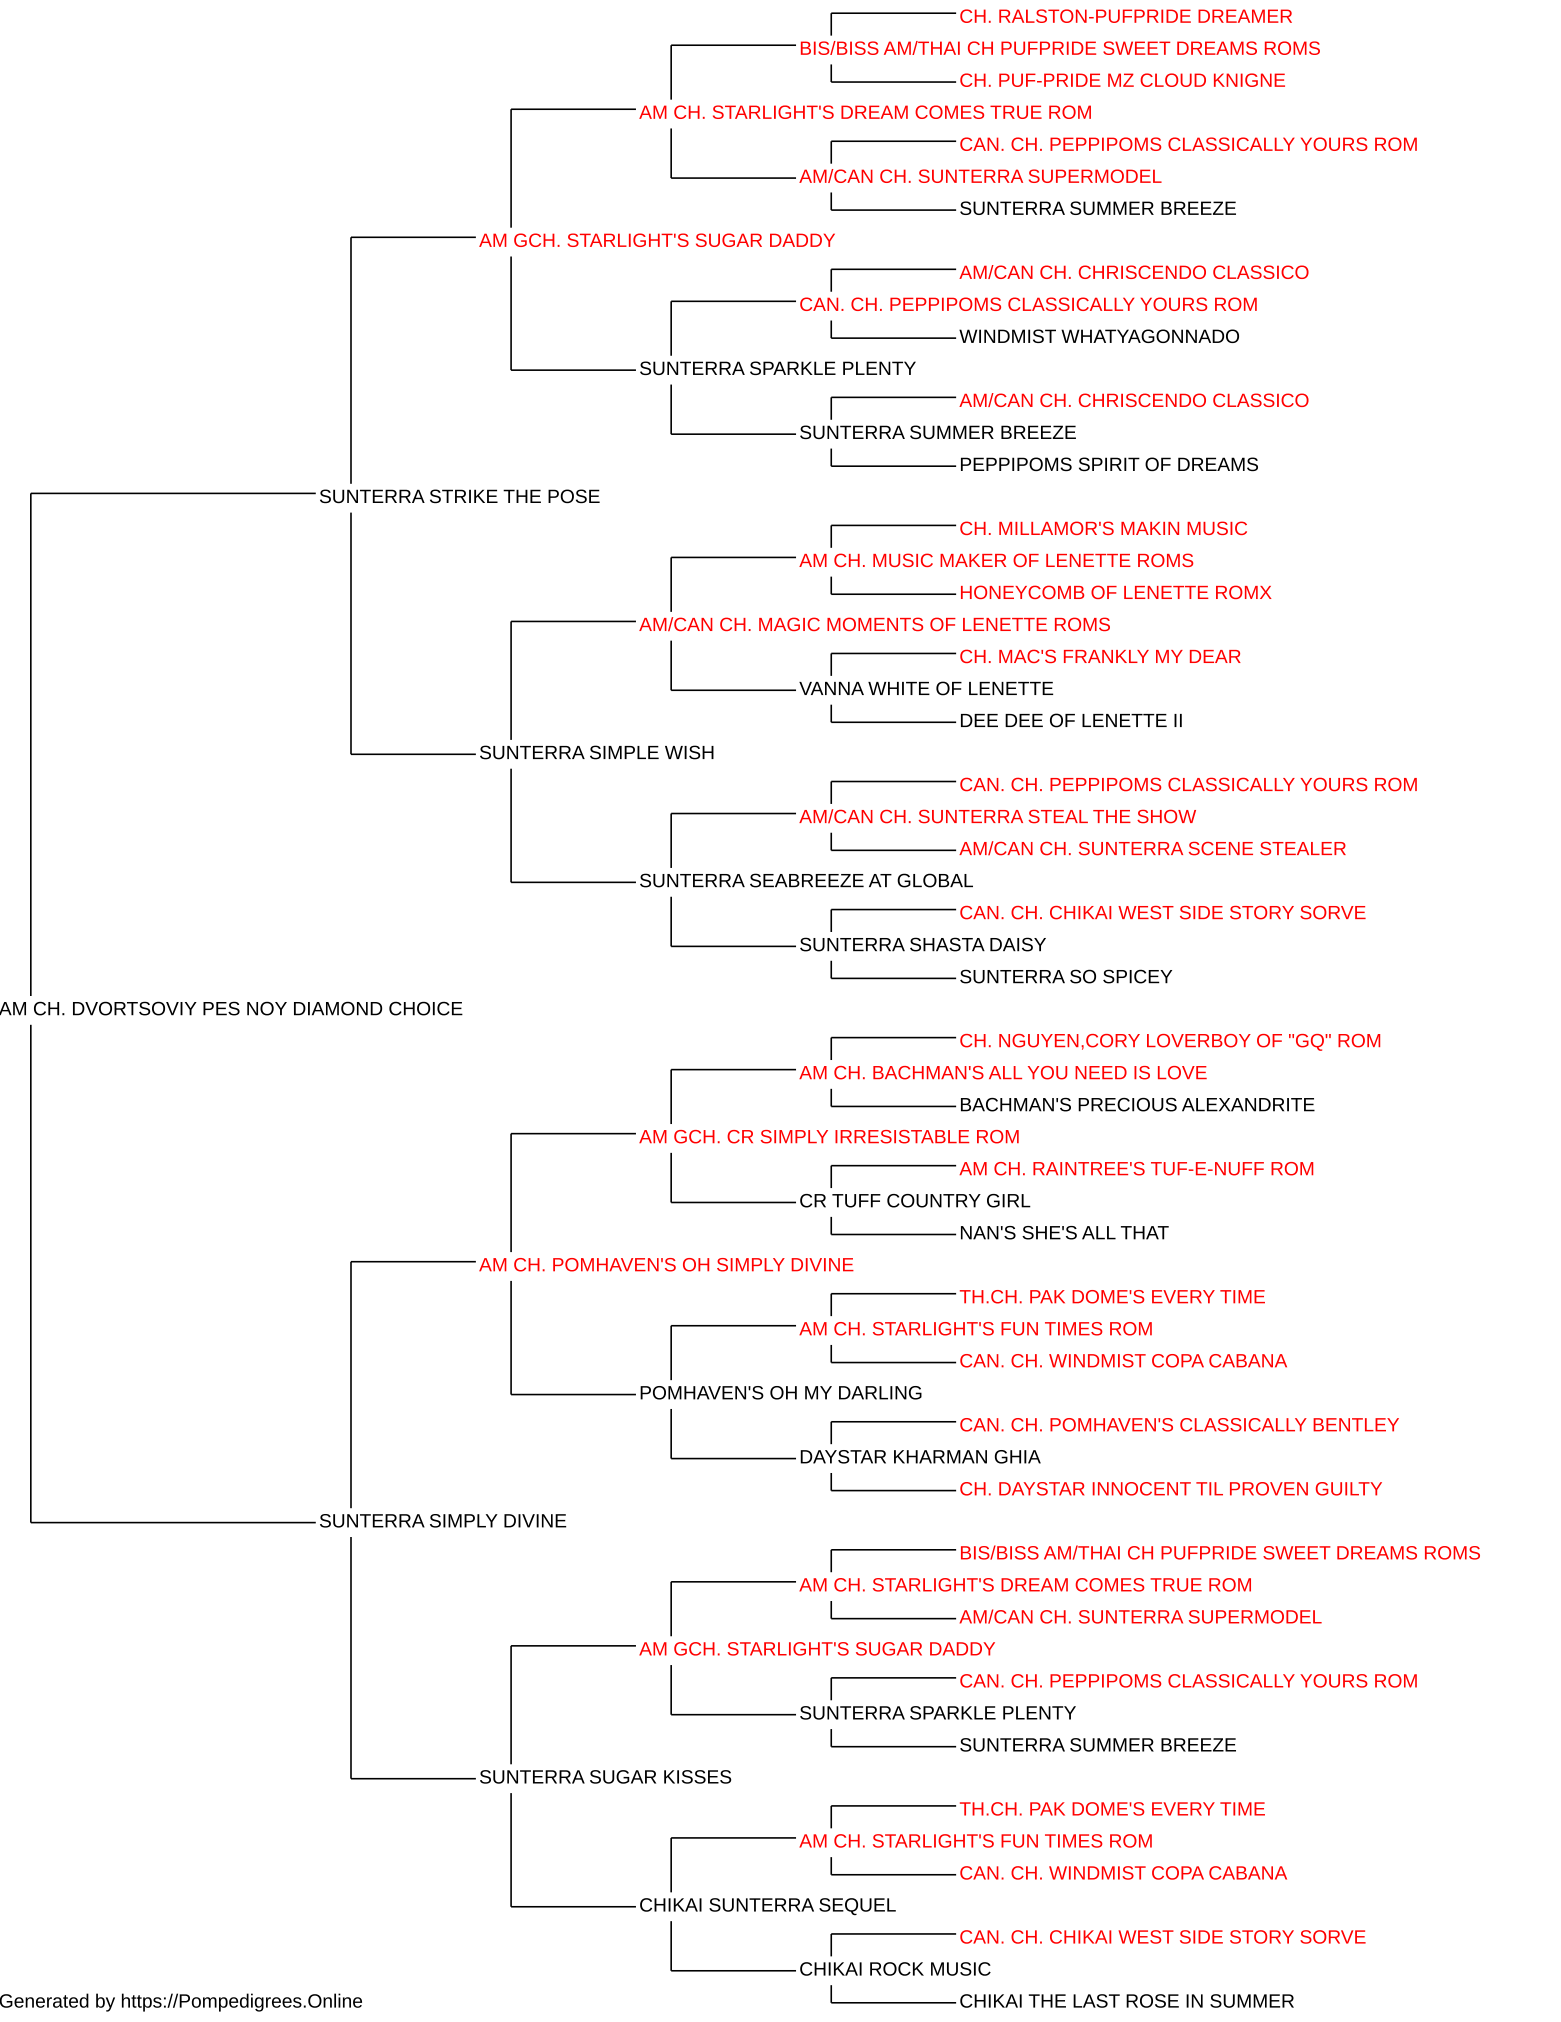 CH. RALSTON-PUFPRIDE DREAMER
BIS/BISS AM/THAI CH PUFPRIDE SWEET DREAMS ROMS
CH. PUF-PRIDE MZ CLOUD KNIGNE
AM CH. STARLIGHT'S DREAM COMES TRUE ROM
CAN. CH. PEPPIPOMS CLASSICALLY YOURS ROM
AM/CAN CH. SUNTERRA SUPERMODEL
SUNTERRA SUMMER BREEZE
AM GCH. STARLIGHT'S SUGAR DADDY
AM/CAN CH. CHRISCENDO CLASSICO
CAN. CH. PEPPIPOMS CLASSICALLY YOURS ROM
WINDMIST WHATYAGONNADO
SUNTERRA SPARKLE PLENTY
AM/CAN CH. CHRISCENDO CLASSICO
SUNTERRA SUMMER BREEZE
PEPPIPOMS SPIRIT OF DREAMS
SUNTERRA STRIKE THE POSE
CH. MILLAMOR'S MAKIN MUSIC
AM CH. MUSIC MAKER OF LENETTE ROMS
HONEYCOMB OF LENETTE ROMX
AM/CAN CH. MAGIC MOMENTS OF LENETTE ROMS
CH. MAC'S FRANKLY MY DEAR
VANNA WHITE OF LENETTE
DEE DEE OF LENETTE II
SUNTERRA SIMPLE WISH
CAN. CH. PEPPIPOMS CLASSICALLY YOURS ROM
AM/CAN CH. SUNTERRA STEAL THE SHOW
AM/CAN CH. SUNTERRA SCENE STEALER
SUNTERRA SEABREEZE AT GLOBAL
CAN. CH. CHIKAI WEST SIDE STORY SORVE
SUNTERRA SHASTA DAISY
SUNTERRA SO SPICEY
AM CH. DVORTSOVIY PES NOY DIAMOND CHOICE
CH. NGUYEN,CORY LOVERBOY OF "GQ" ROM
AM CH. BACHMAN'S ALL YOU NEED IS LOVE
BACHMAN'S PRECIOUS ALEXANDRITE
AM GCH. CR SIMPLY IRRESISTABLE ROM
AM CH. RAINTREE'S TUF-E-NUFF ROM
CR TUFF COUNTRY GIRL
NAN'S SHE'S ALL THAT
AM CH. POMHAVEN'S OH SIMPLY DIVINE
TH.CH. PAK DOME'S EVERY TIME
AM CH. STARLIGHT'S FUN TIMES ROM
CAN. CH. WINDMIST COPA CABANA
POMHAVEN'S OH MY DARLING
CAN. CH. POMHAVEN'S CLASSICALLY BENTLEY
DAYSTAR KHARMAN GHIA
CH. DAYSTAR INNOCENT TIL PROVEN GUILTY
SUNTERRA SIMPLY DIVINE
BIS/BISS AM/THAI CH PUFPRIDE SWEET DREAMS ROMS
AM CH. STARLIGHT'S DREAM COMES TRUE ROM
AM/CAN CH. SUNTERRA SUPERMODEL
AM GCH. STARLIGHT'S SUGAR DADDY
CAN. CH. PEPPIPOMS CLASSICALLY YOURS ROM
SUNTERRA SPARKLE PLENTY
SUNTERRA SUMMER BREEZE
SUNTERRA SUGAR KISSES
TH.CH. PAK DOME'S EVERY TIME
AM CH. STARLIGHT'S FUN TIMES ROM
CAN. CH. WINDMIST COPA CABANA
CHIKAI SUNTERRA SEQUEL
CAN. CH. CHIKAI WEST SIDE STORY SORVE
CHIKAI ROCK MUSIC
CHIKAI THE LAST ROSE IN SUMMER
Generated by https://Pompedigrees.Online